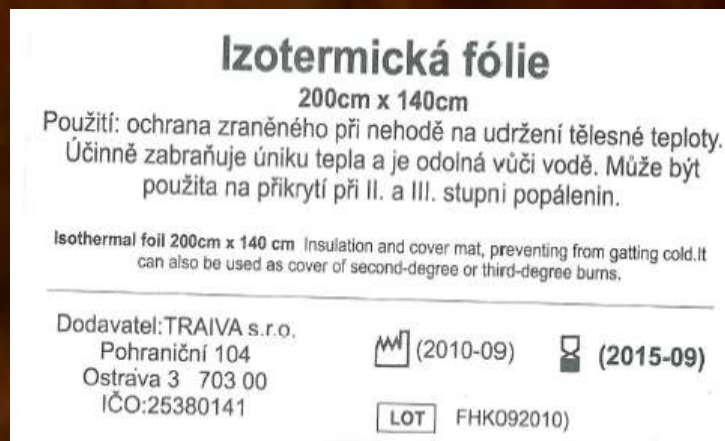 Izotermická fólie
200cm x 140cm
Použití: ochrana zraněného při nehodě na udržení tělesné teploty.
Účinně zabraňuje úniku tepla a je odolná vůči vodě. Může být
použita na přikrytí při II. a III. stupni popálenin.
Isothermal foil 200cm x 140 cm Insulation and cover mat, preventing from gatting cold.It
can also be used as cover of second-degree or third-degree burns.
Dodavatel:TRAIVA s.r.o.
Pohraniční 104
Ostrava 3 703 00
IČO:25380141
(2010-09)
(2015-09)
LOT FHK092010)